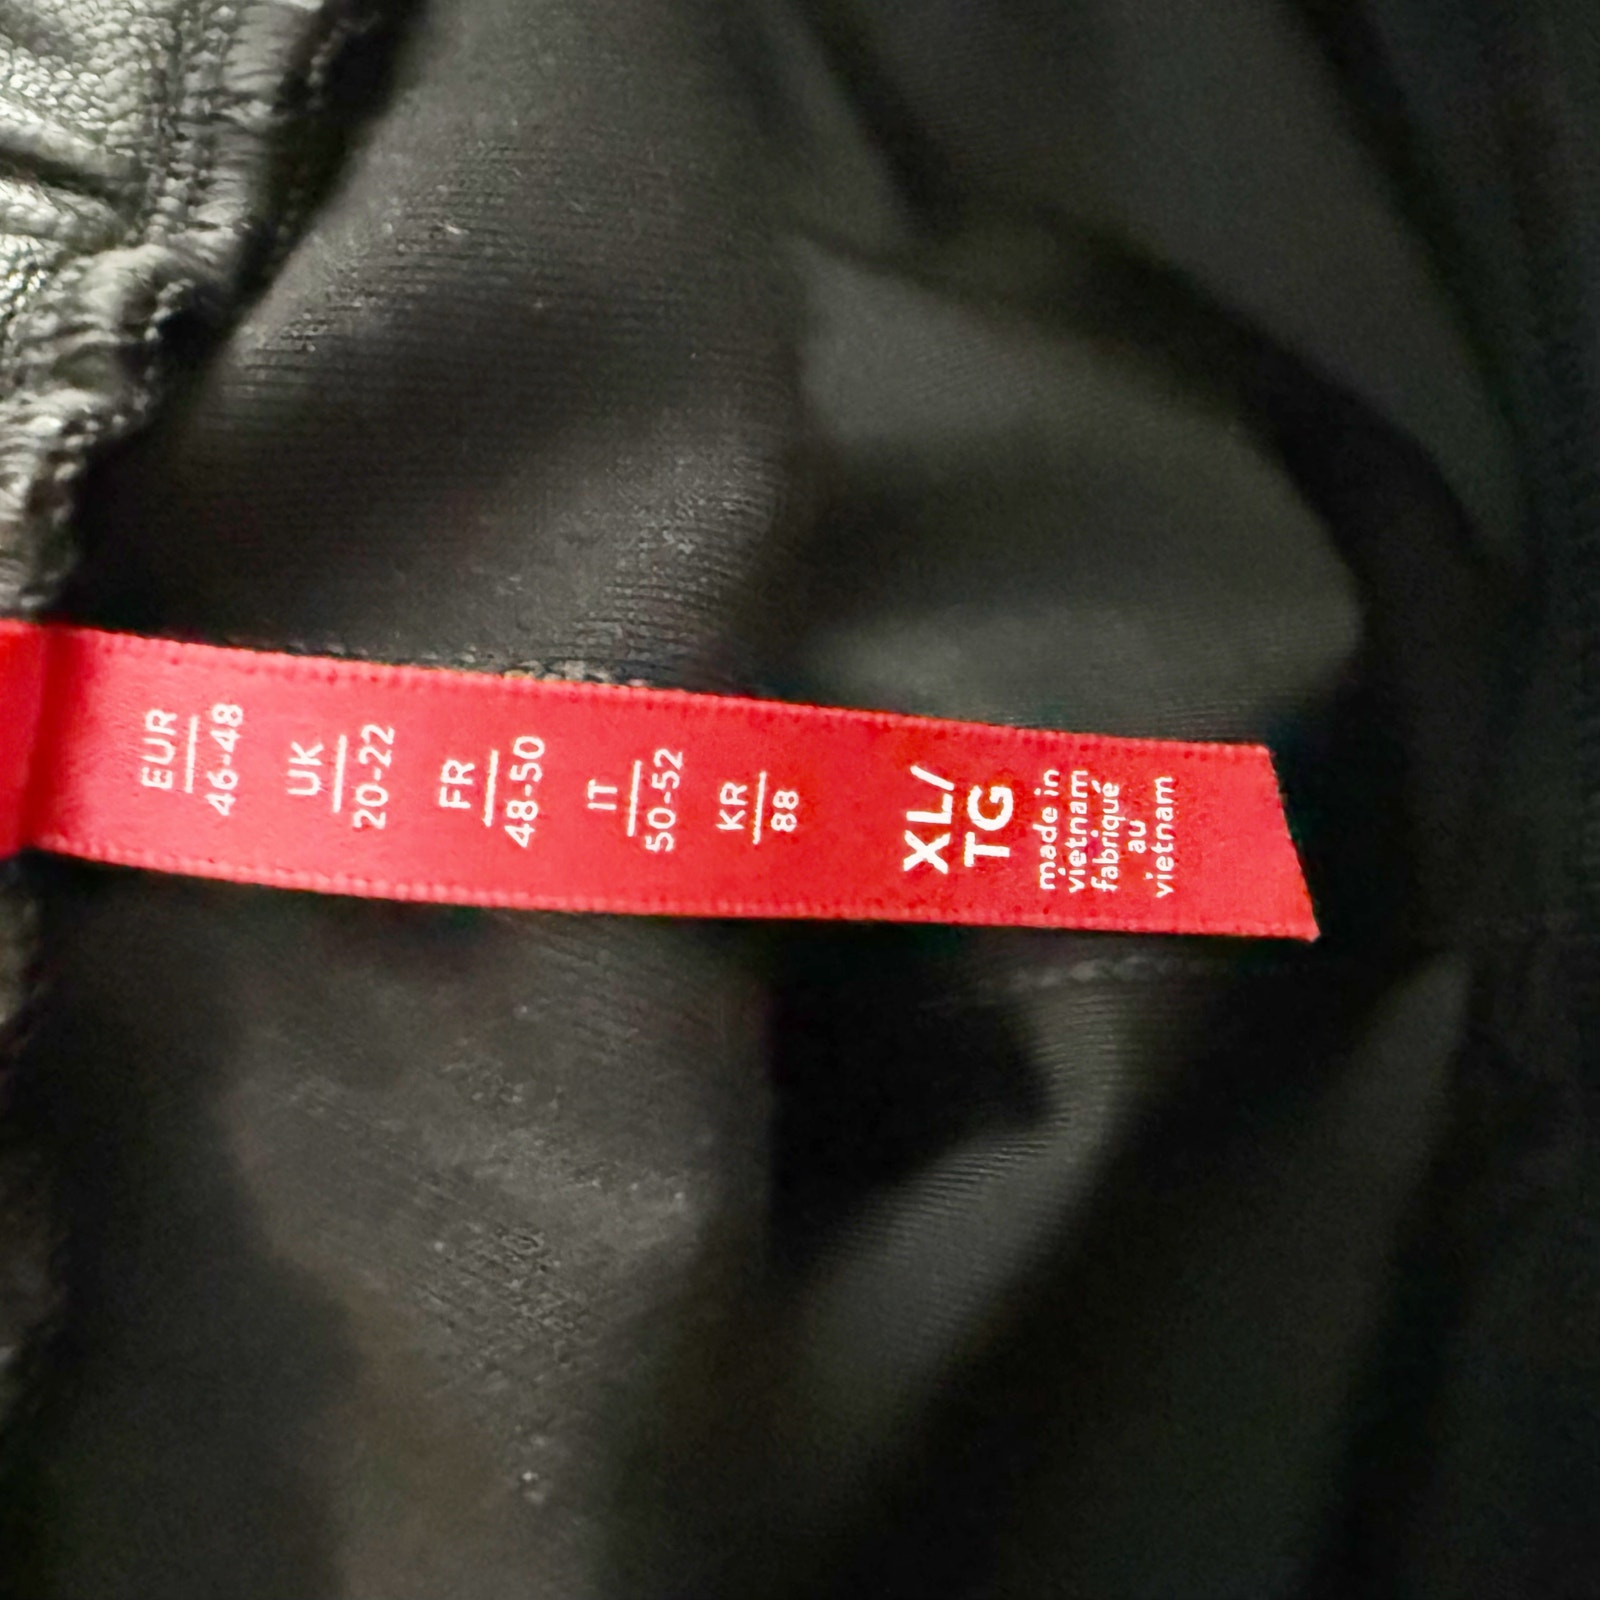 EUR
46-48
UK
20-22
FR
48-50
IT
50-52
KR
88
XL/
TG
made in
vietnam
fabriqué
au
vietnam